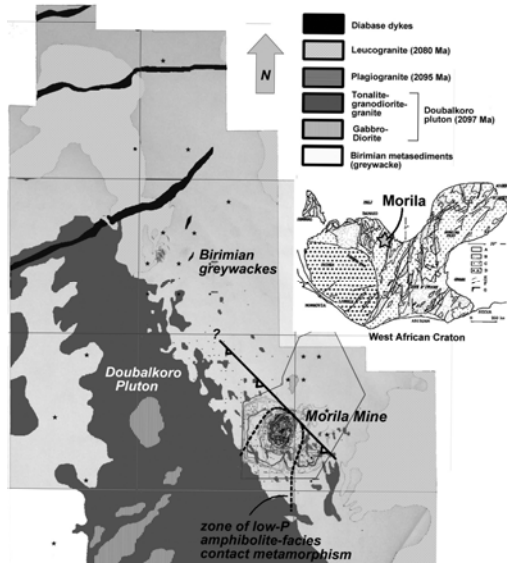 Diabase dykes
Leucogranite (2080 Ma)
Plagiogranite (2095 Ma)
Tonalite-
granodiorite-
granite
Gabbro-
Diorite
Doubalkoro
pluton (2097 Ma)
Birimian metasediments
(greywacke)
N
Morila
West African Craton
Birimian
greywackes
?
Doubalkoro
Pluton
Morila Mine
zone of low-P
amphibolite-facies
contact metamorphism